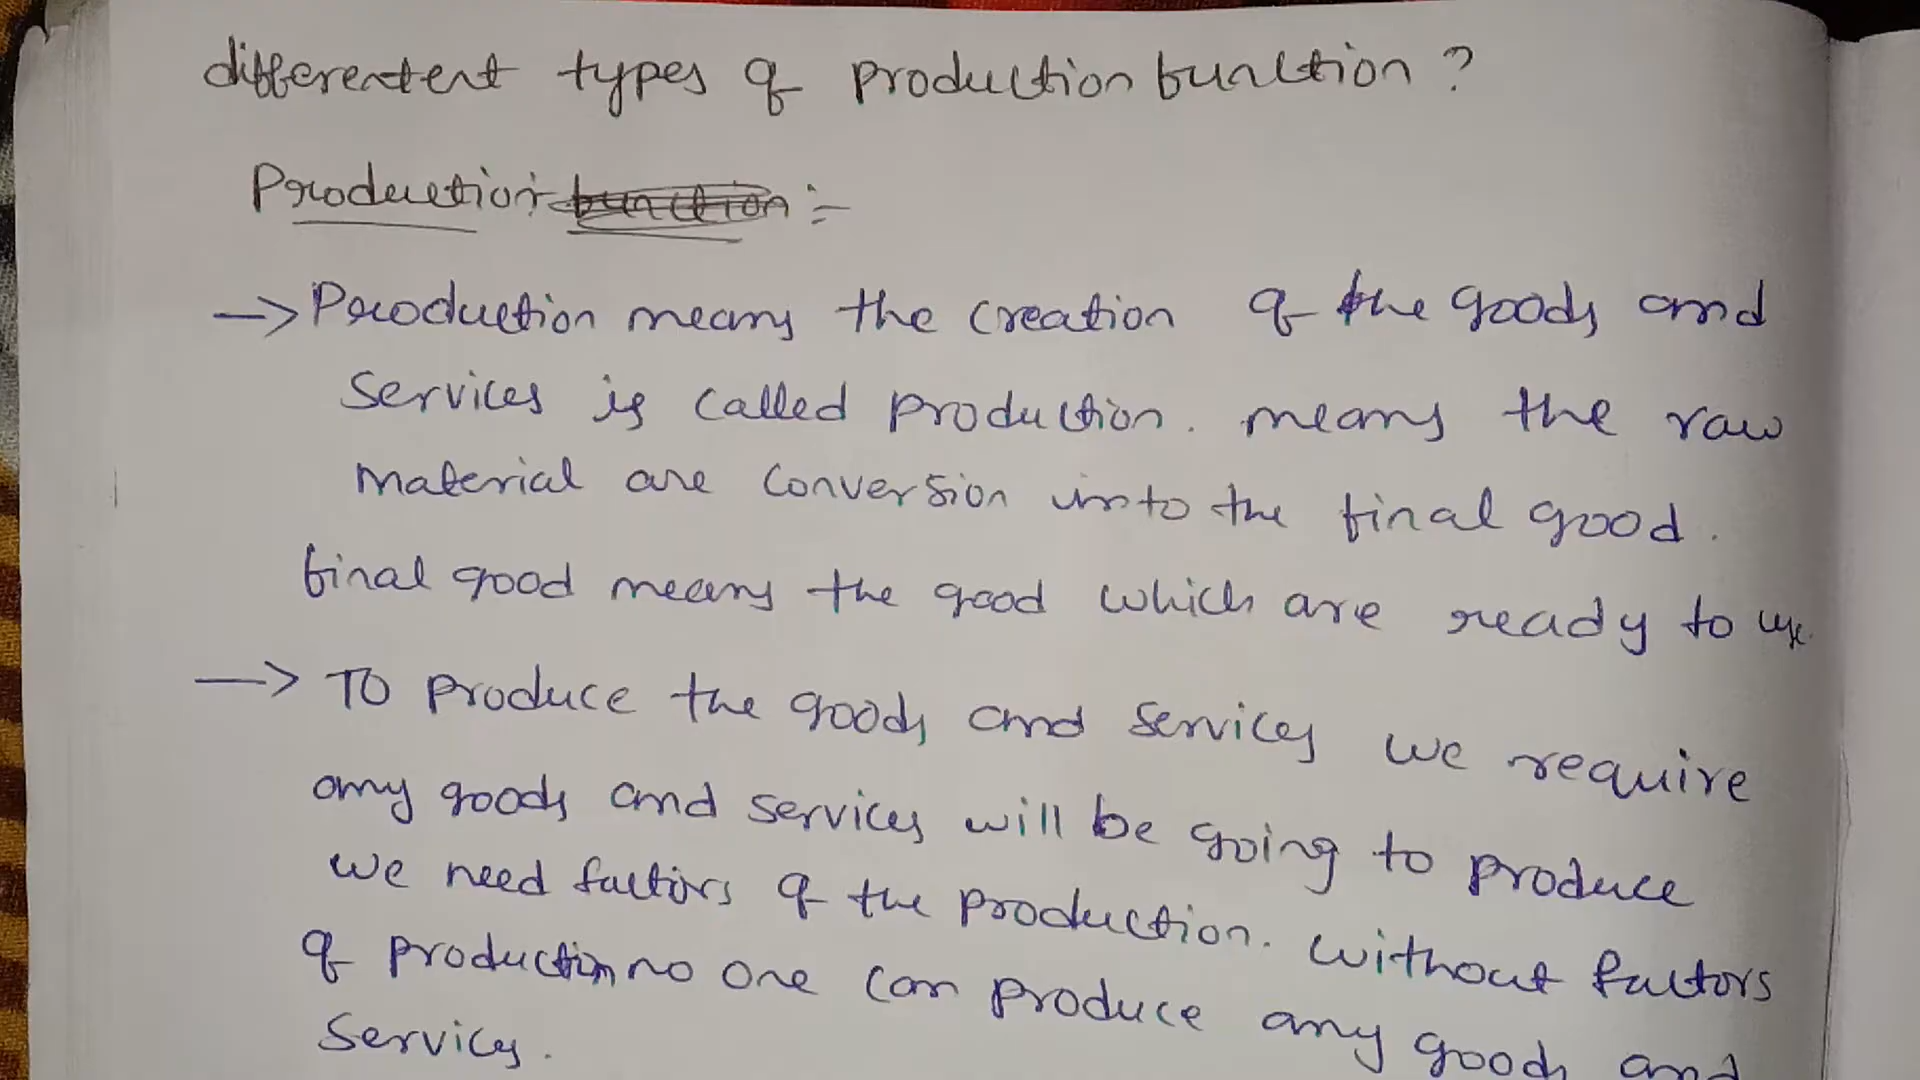 differentent types of production function ?
Production function :-
→ Production means the creation of the goods and
services is called production. means the raw
material are conversion into the final good.
final good means the good which are ready to use.
→ To produce the goods and services we require
any goods and services will be going to produce
we need factors of the production. without factors
of production no one can produce any goods and
services.